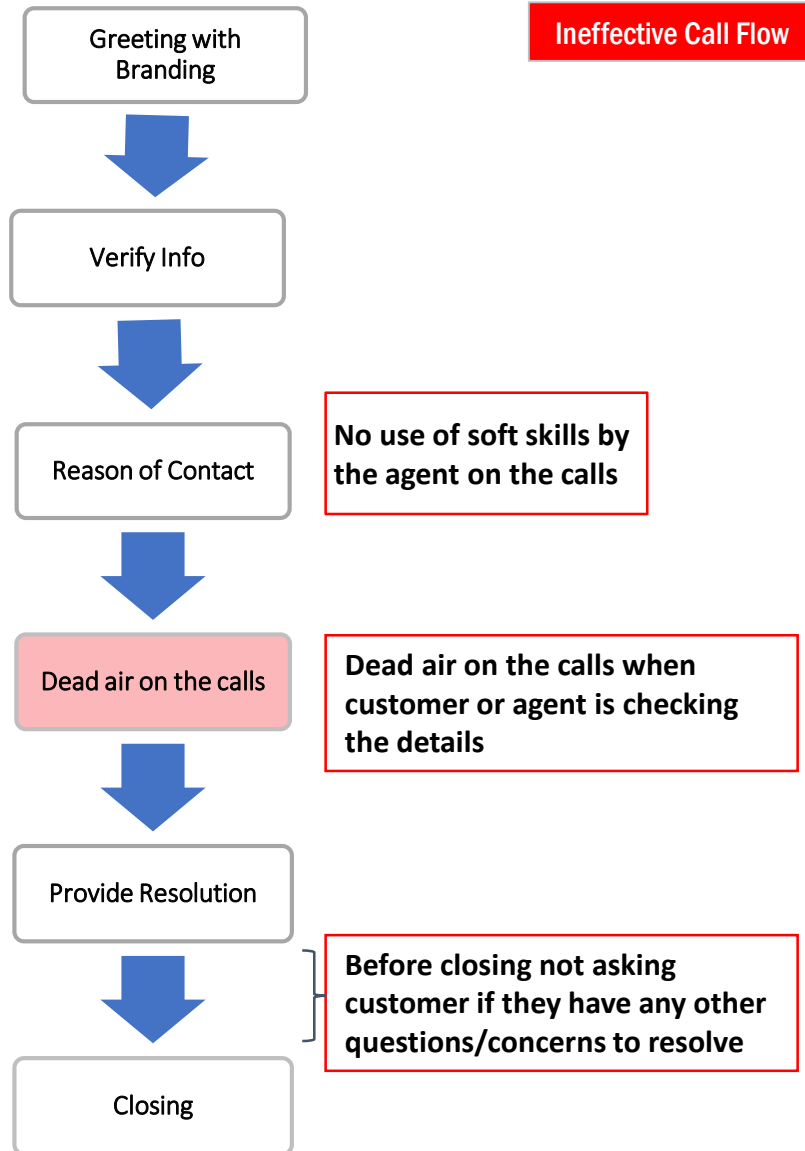 Ineffective Call Flow
Greeting with
Branding
Verify Info
Reason of Contact
No use of soft skills by
the agent on the calls
Dead air on the calls
Dead air on the calls when
customer or agent is checking
the details
Provide Resolution
Before closing not asking
customer if they have any other
questions/concerns to resolve
Closing